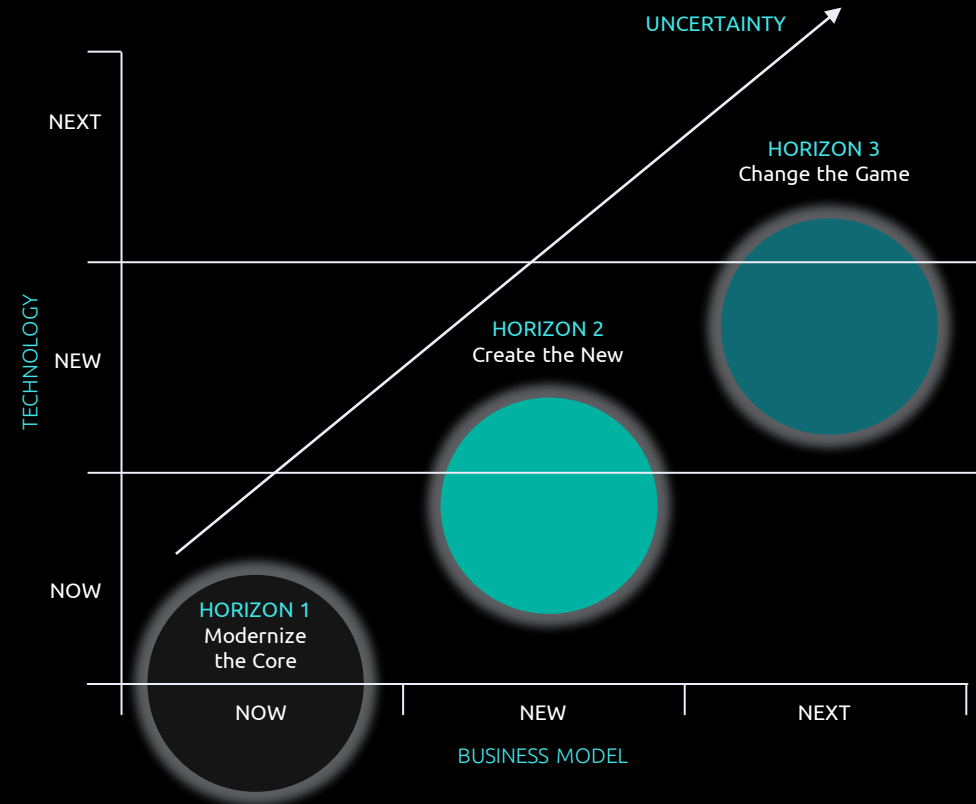 UNCERTAINTY
NEXT
HORIZON 3
Change the Game
TECHNOLOGY
NEW
HORIZON 2
Create the New
NOW
HORIZON 1
Modernize
the Core
NOW
NEW
NEXT
BUSINESS MODEL